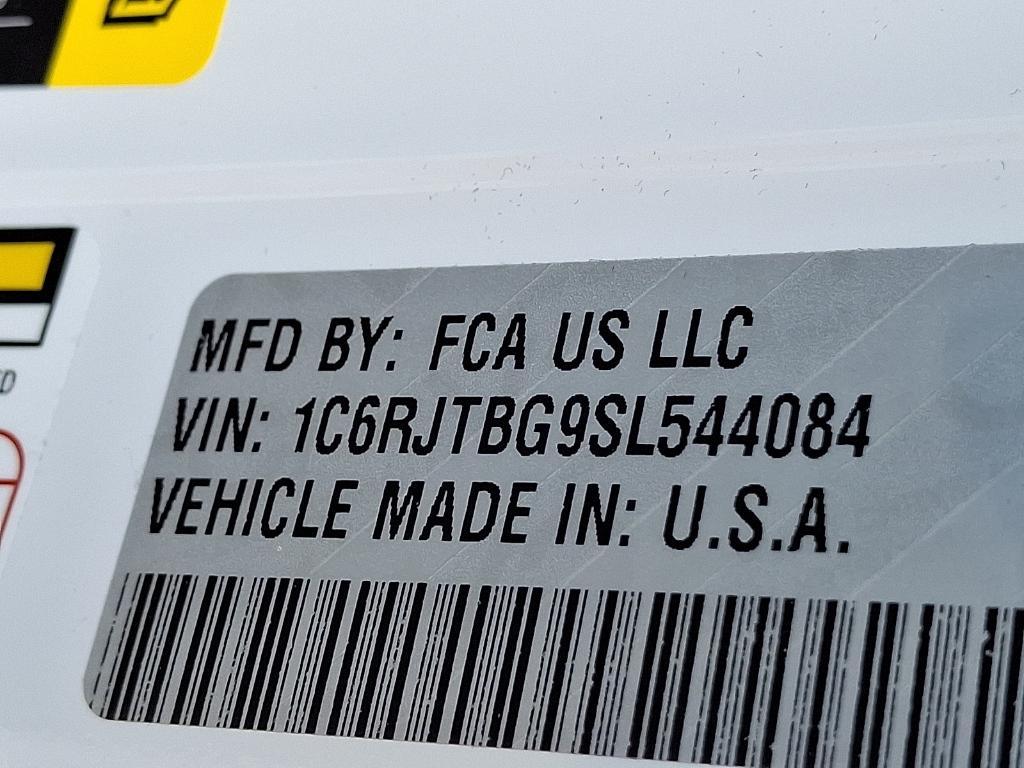 MFD BY: FCA US LLC
VIN: 1C6RJTBG9SL544084
VEHICLE MADE IN: U.S.A.